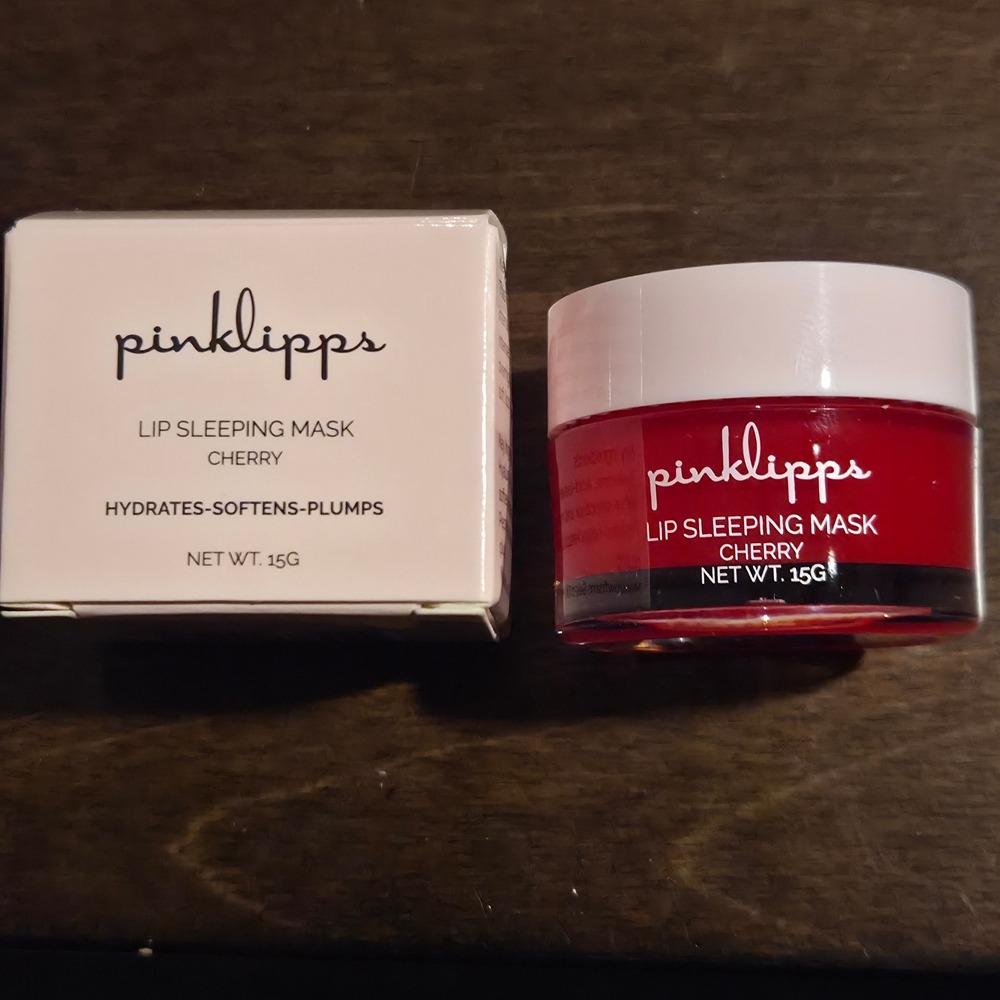 pinklipps
LIP SLEEPING MASK
CHERRY
HYDRATES-SOFTENS-PLUMPS
NET WT. 15G
pinklipps
LIP SLEEPING MASK
CHERRY
NET WT. 15G